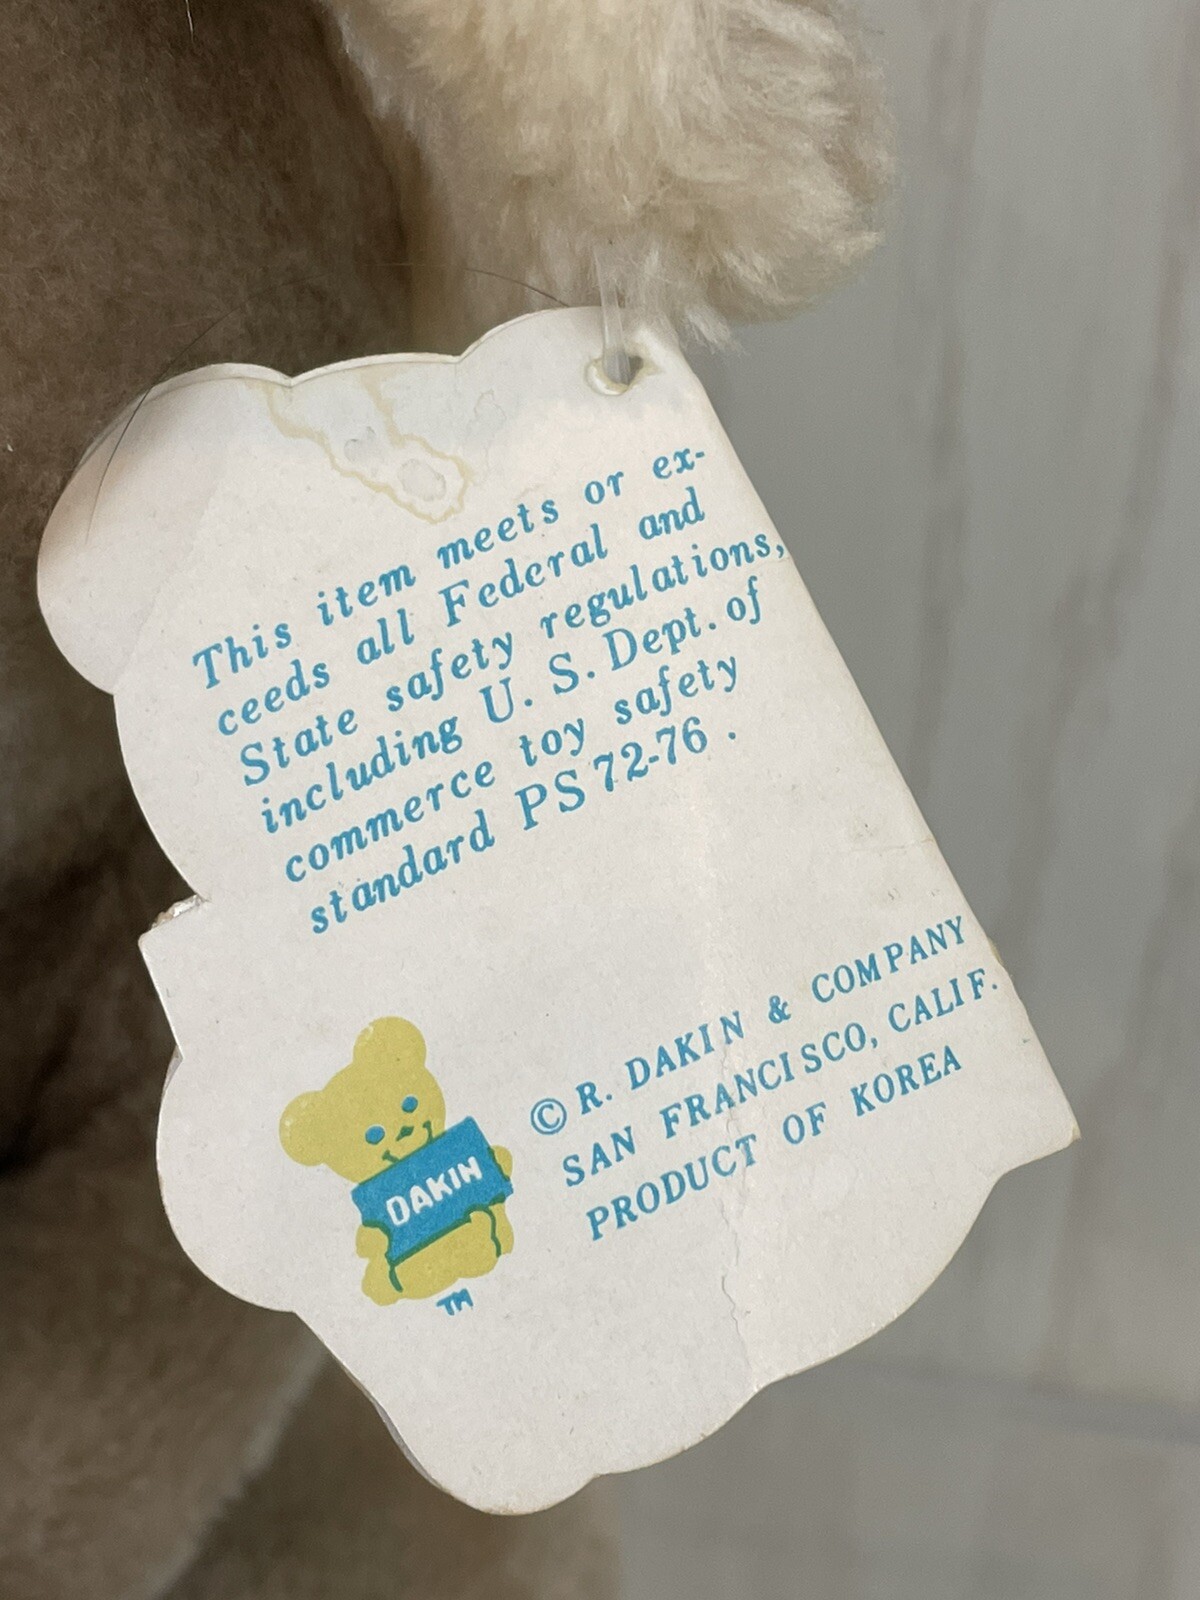 This item meets or ex-
ceeds all Federal and
State safety regulations,
including U. S. Dept. of
commerce toy safety
standard PS 72-76 .
© R. DAKIN & COMPANY
SAN FRANCISCO, CALIF.
PRODUCT OF KOREA
DAKIN
TM